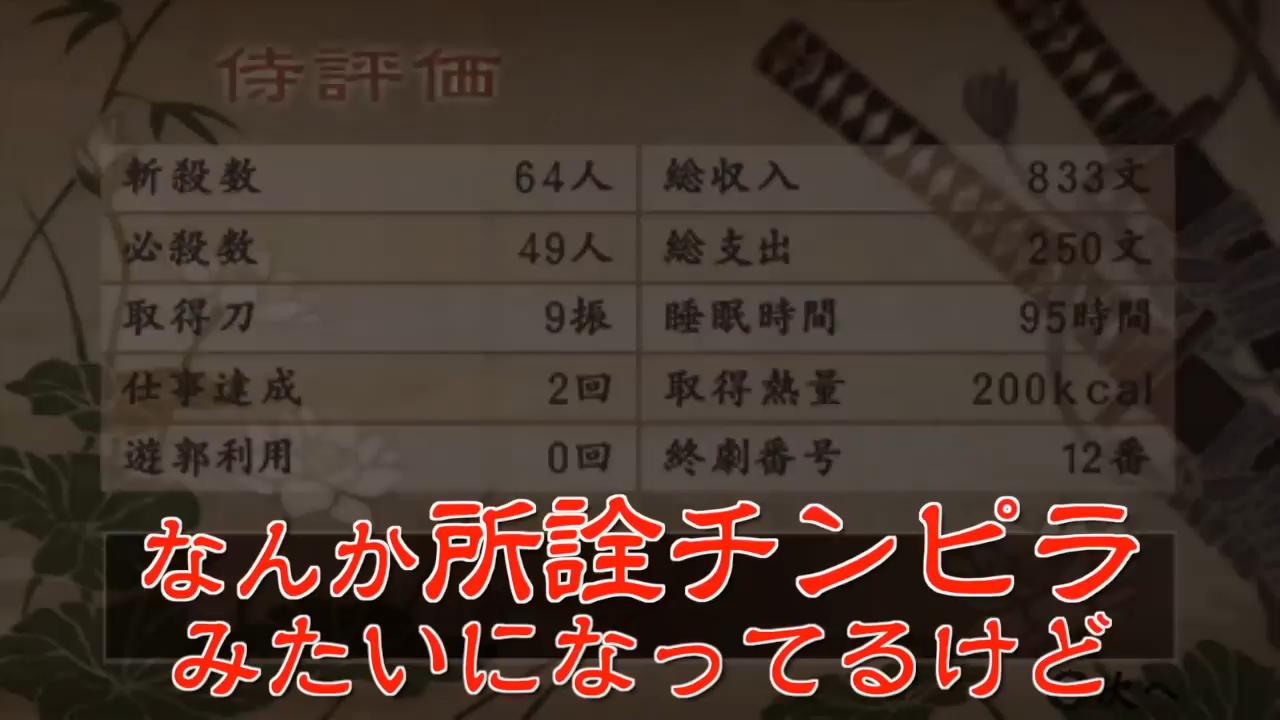 侍評価
斬殺数 64人 総収入 833文
必殺数 49人 総支出 250文
取得刀 9振 睡眠時間 95時間
仕事達成 2回 取得熱量 200kcal
遊郭利用 0回 終劇番号 12番
なんか所詮チンピラ
みたいになってるけど
次へ